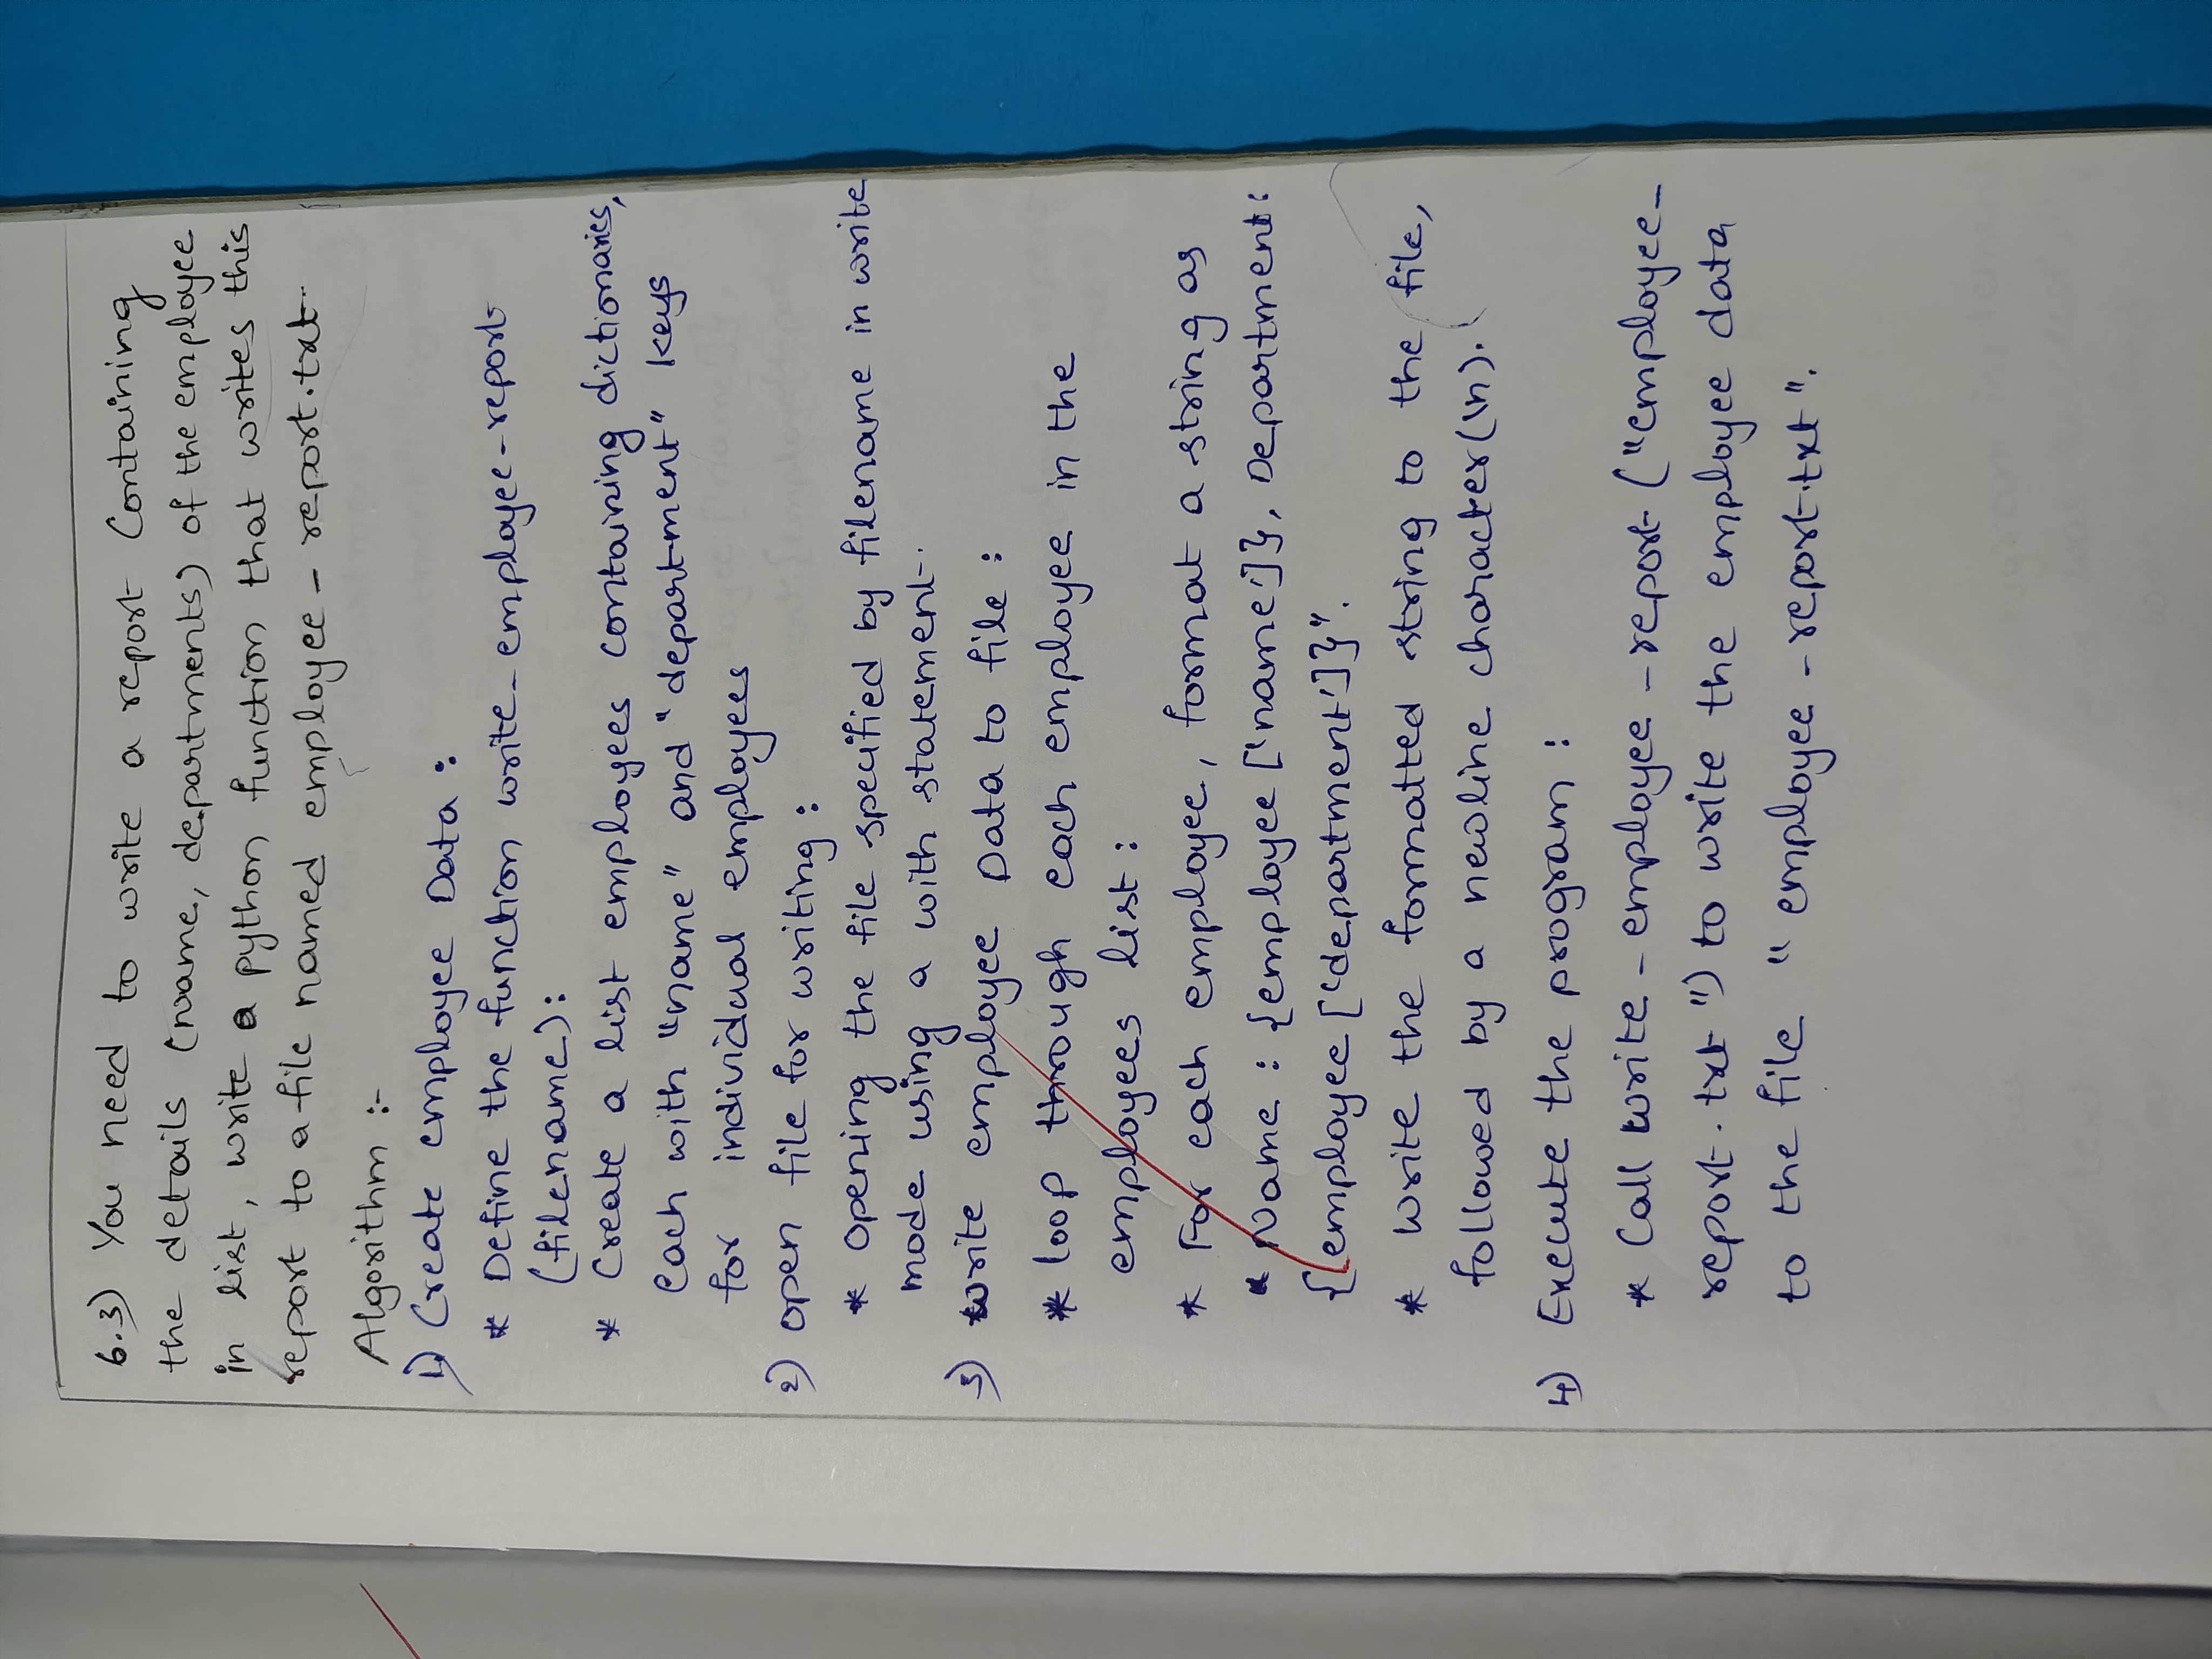 6.3) You need to write a report Containing
the details (Name, departments) of the employee
in list, write a python function that writes this
report to a file named employee - report.txt.
Algorithm :-
1) Create employee Data :
* Define the function write_employee-report
(filename):
* Create a list employees containing dictionaries,
each with "name" and "department" keys
for individual employees
2) open file for writing :
* opening the file specified by filename in write
mode using a with statement.
3) write employee Data to file :
* loop through each employee in the
employees list :
* For each employee, format a string as
" Name : {employee ['name']}, Department:
{employee ['department']}".
* Write the formatted string to the file,
followed by a newline character(\n).
4) Execute the program :
* Call write - employee - report ("employee-
report.txt") to write the employee data
to the file "employee - report.txt".